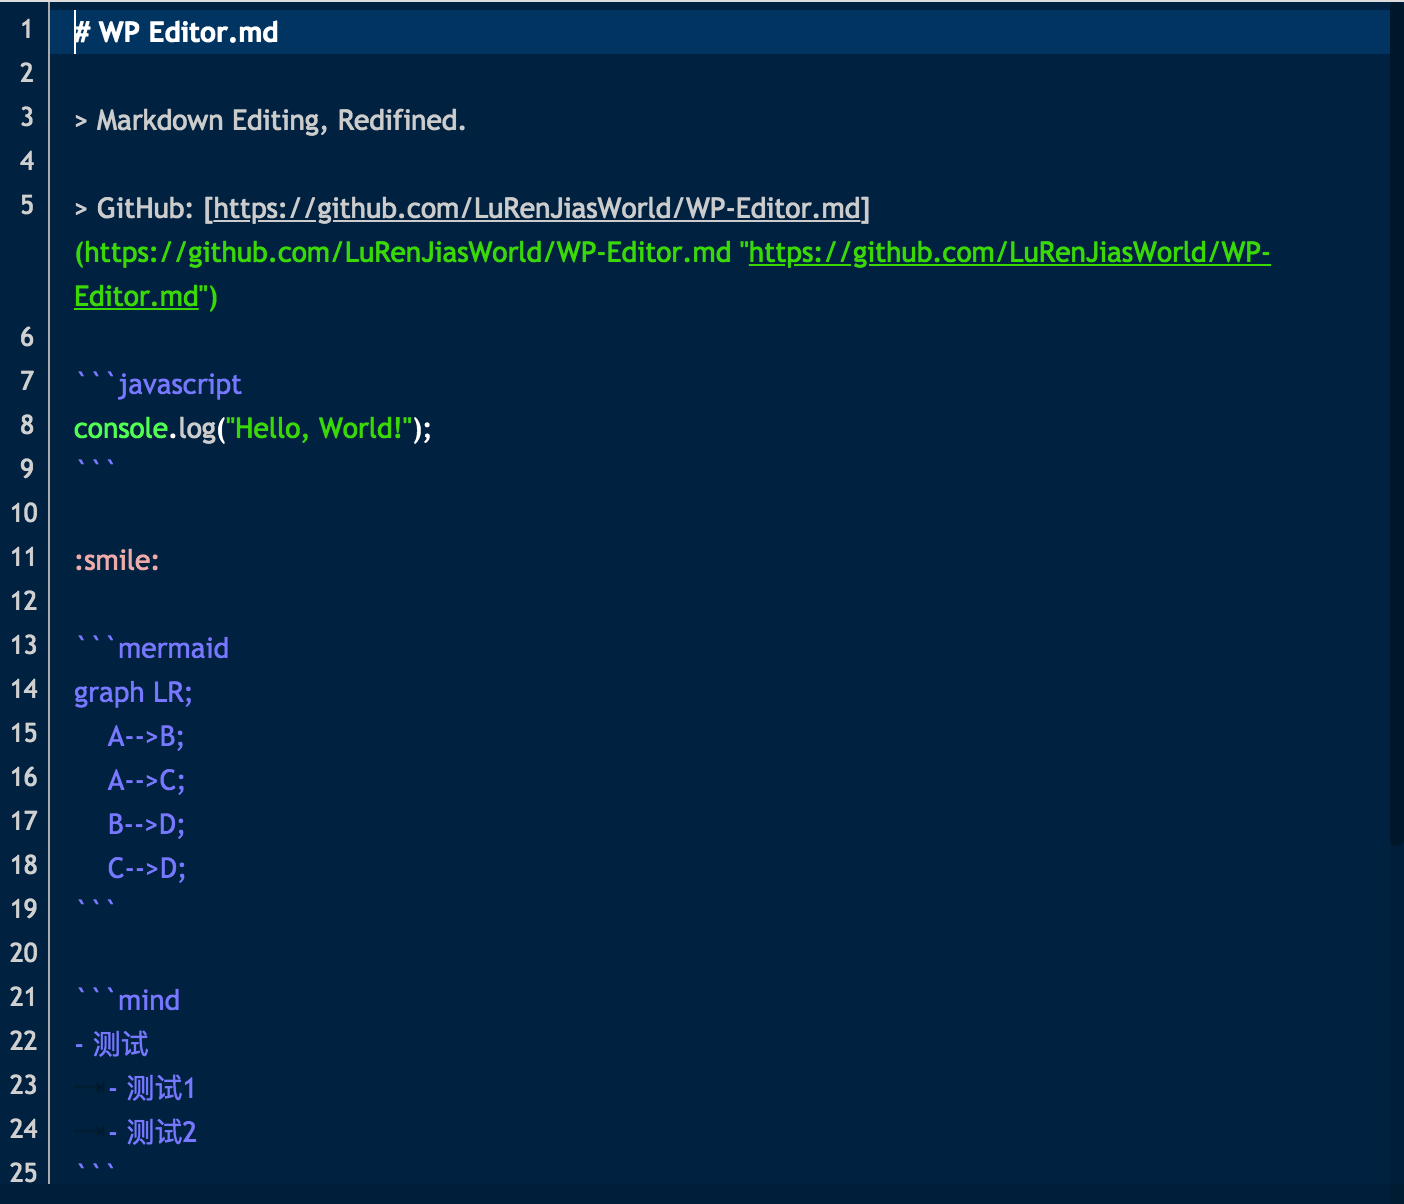 1 # WP Editor.md
2
3 > Markdown Editing, Redifined.
4
5 > GitHub: [https://github.com/LuRenJiasWorld/WP-Editor.md]
(https://github.com/LuRenJiasWorld/WP-Editor.md "https://github.com/LuRenJiasWorld/WP-
Editor.md")
6
7 ```javascript
8 console.log("Hello, World!");
9 ```
10
11 :smile:
12
13 ```mermaid
14 graph LR;
15     A-->B;
16     A-->C;
17     B-->D;
18     C-->D;
19 ```
20
21 ```mind
22 - 测试
23     - 测试1
24     - 测试2
25 ```